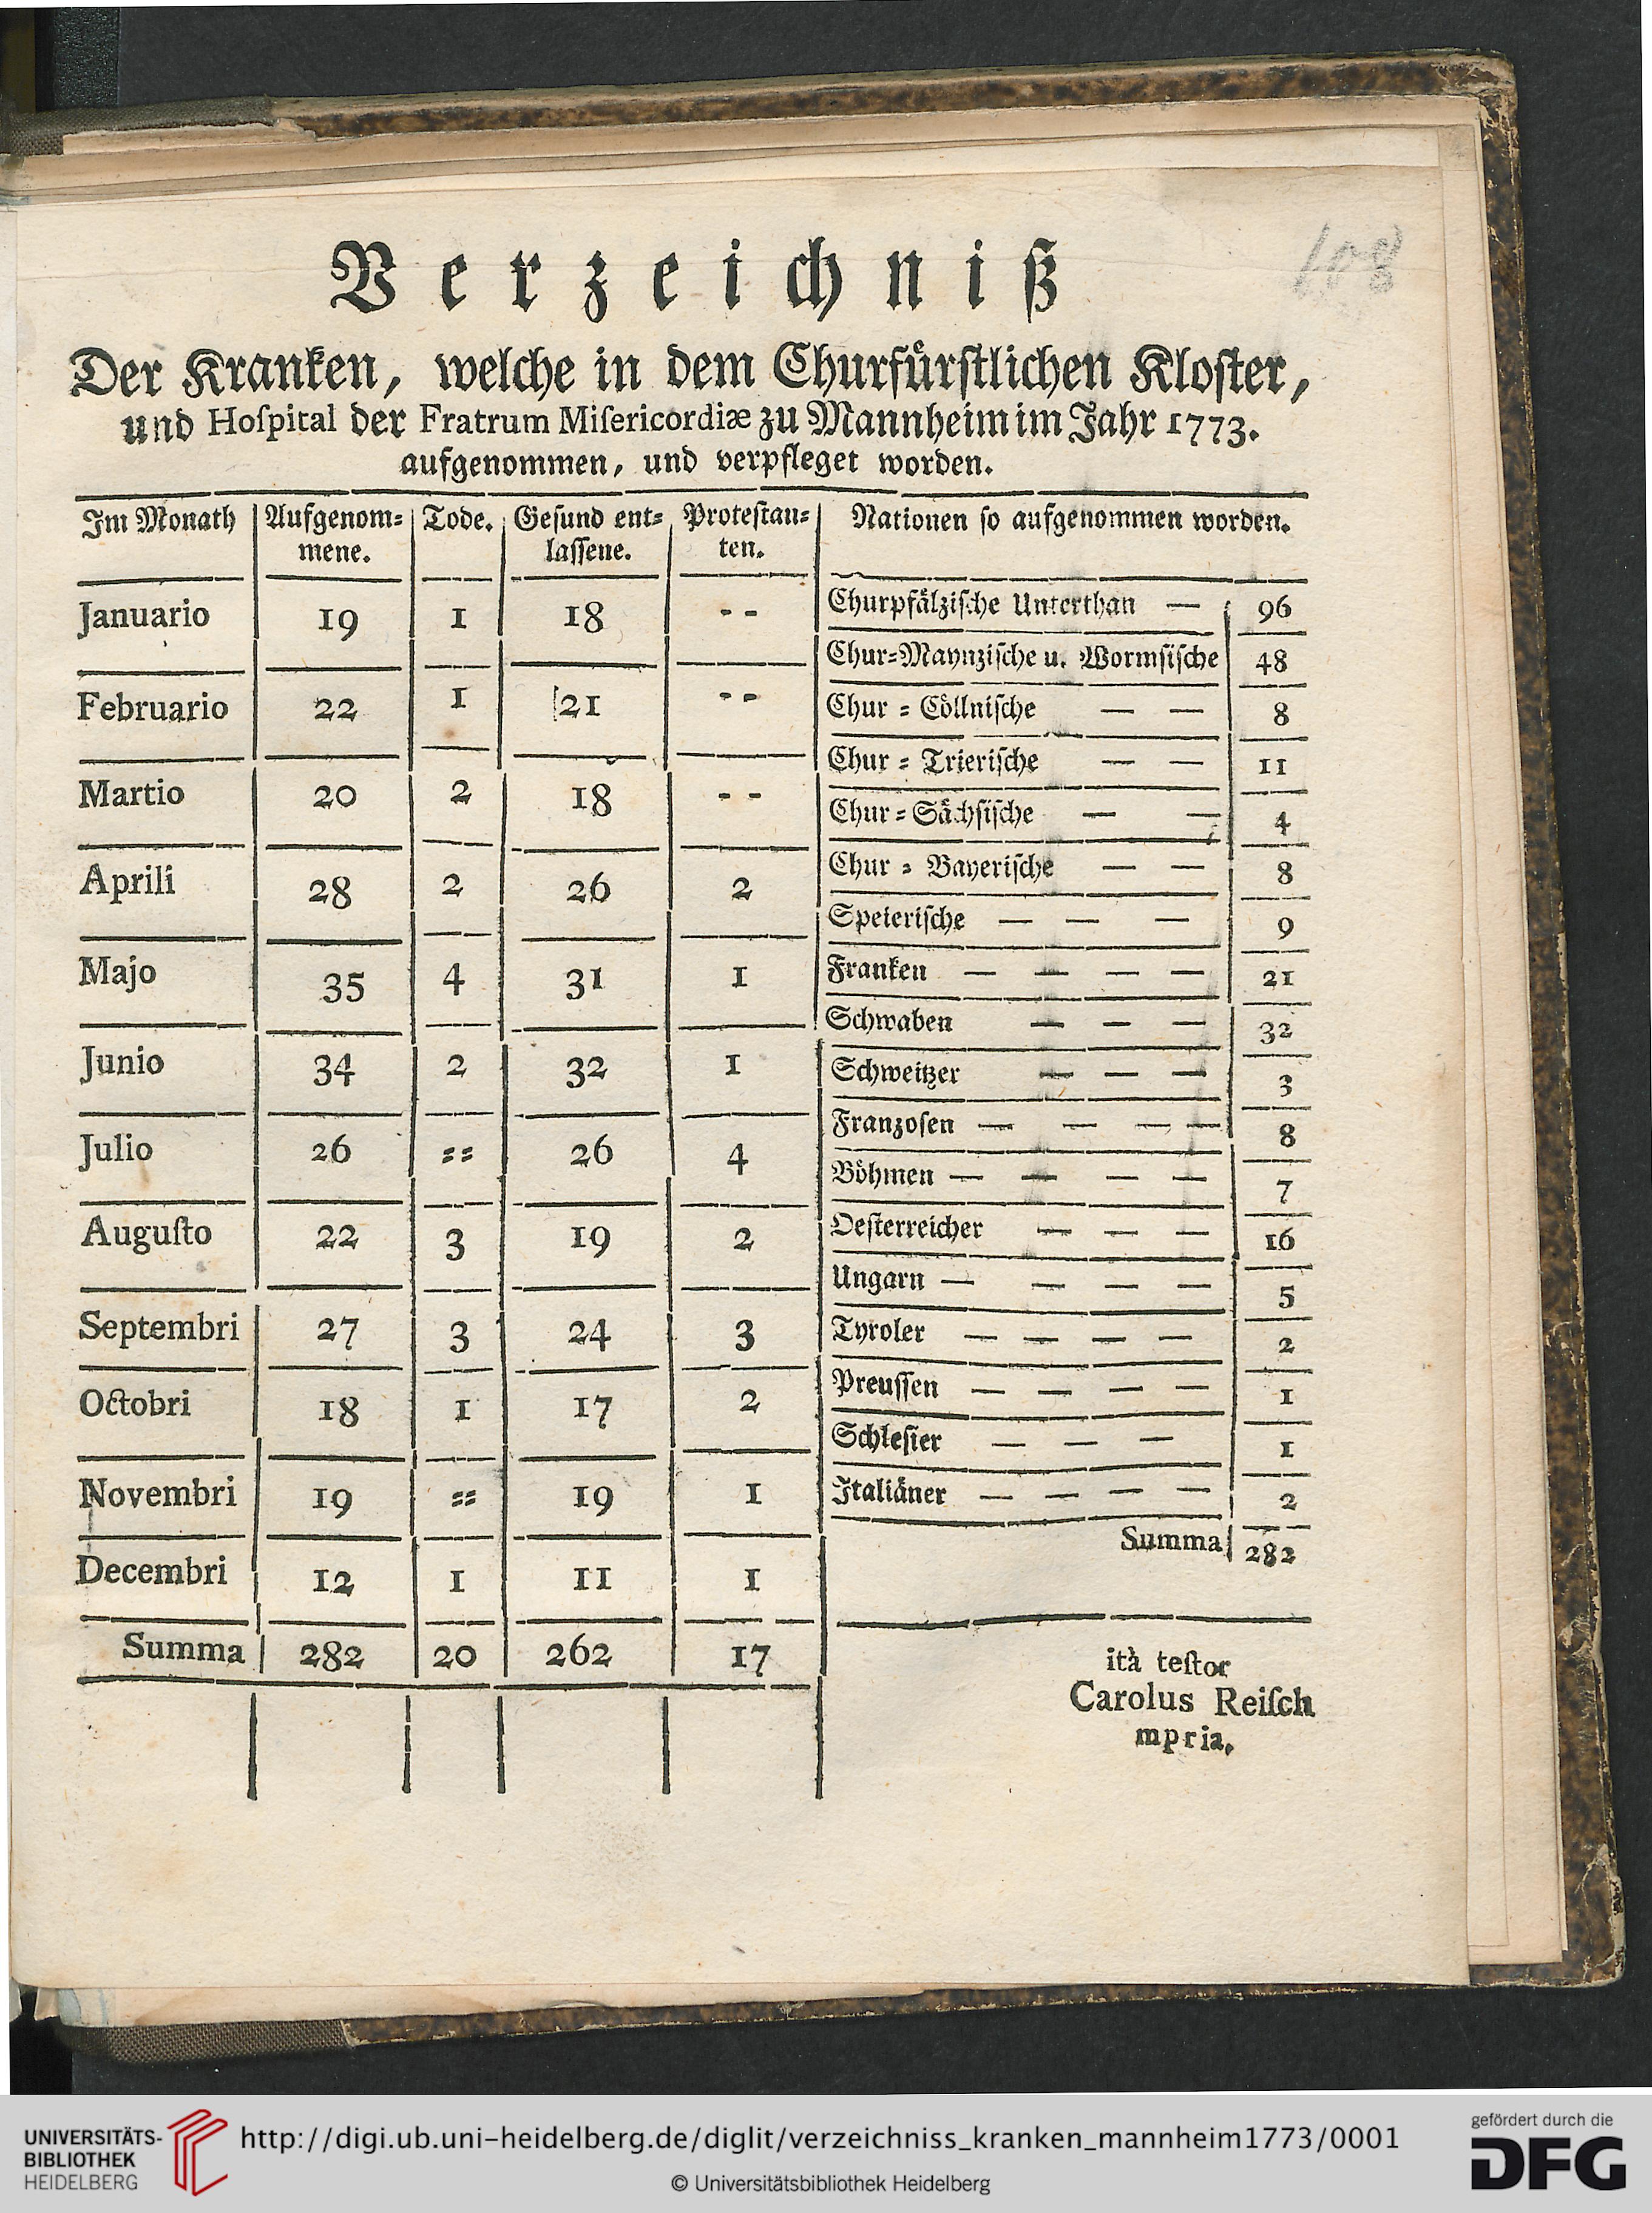 108
Verzeichniß
Der Kranken, welche in dem Churfürstlichen Kloster,
und Hoſpital der Fratrum Miſericordiæ zu Mannheim im Jahr 1773.
aufgenommen, und verpfleget worden.
Im Monath Aufgenom= Tode. Gesund ent= Protestan= Nationen so aufgenommen worden.
mene. lassene. ten.
Januario 19 1 18 - -
Februario 22 1 21 - -
Martio 20 2 18 - -
Aprili 28 2 26 2
Majo 35 4 31 1
Junio 34 2 32 1
Julio 26 == 26 4
Auguſto 22 3 19 2
Septembri 27 3 24 3
Octobri 18 1 17 2
Novembri 19 == 19 1
Decembri 12 1 11 1
Summa 282 20 262 17
Churpfälzische Unterthan — 96
Chur=Maynzische u. Wormsische 48
Chur = Cöllnische — — 8
Chur = Trierische — — 11
Chur = Sächsische — — 4
Chur = Bayerische — — 8
Speierische — — — 9
Franken — — — — 21
Schwaben — — — 32
Schweitzer — — — 3
Franzosen — — — — 8
Böhmen — — — — 7
Oesterreicher — — — 16
Ungarn — — — — 5
Tyroler — — — — 2
Preussen — — — — 1
Schlesier — — — 1
Italiäner — — — — 2
Summa 282
ità teſtor
Carolus Reiſch
mpria.
UNIVERSITÄTS-
BIBLIOTHEK
HEIDELBERG
http://digi.ub.uni-heidelberg.de/diglit/verzeichniss_kranken_mannheim1773/0001
© Universitätsbibliothek Heidelberg
gefördert durch die
DFG